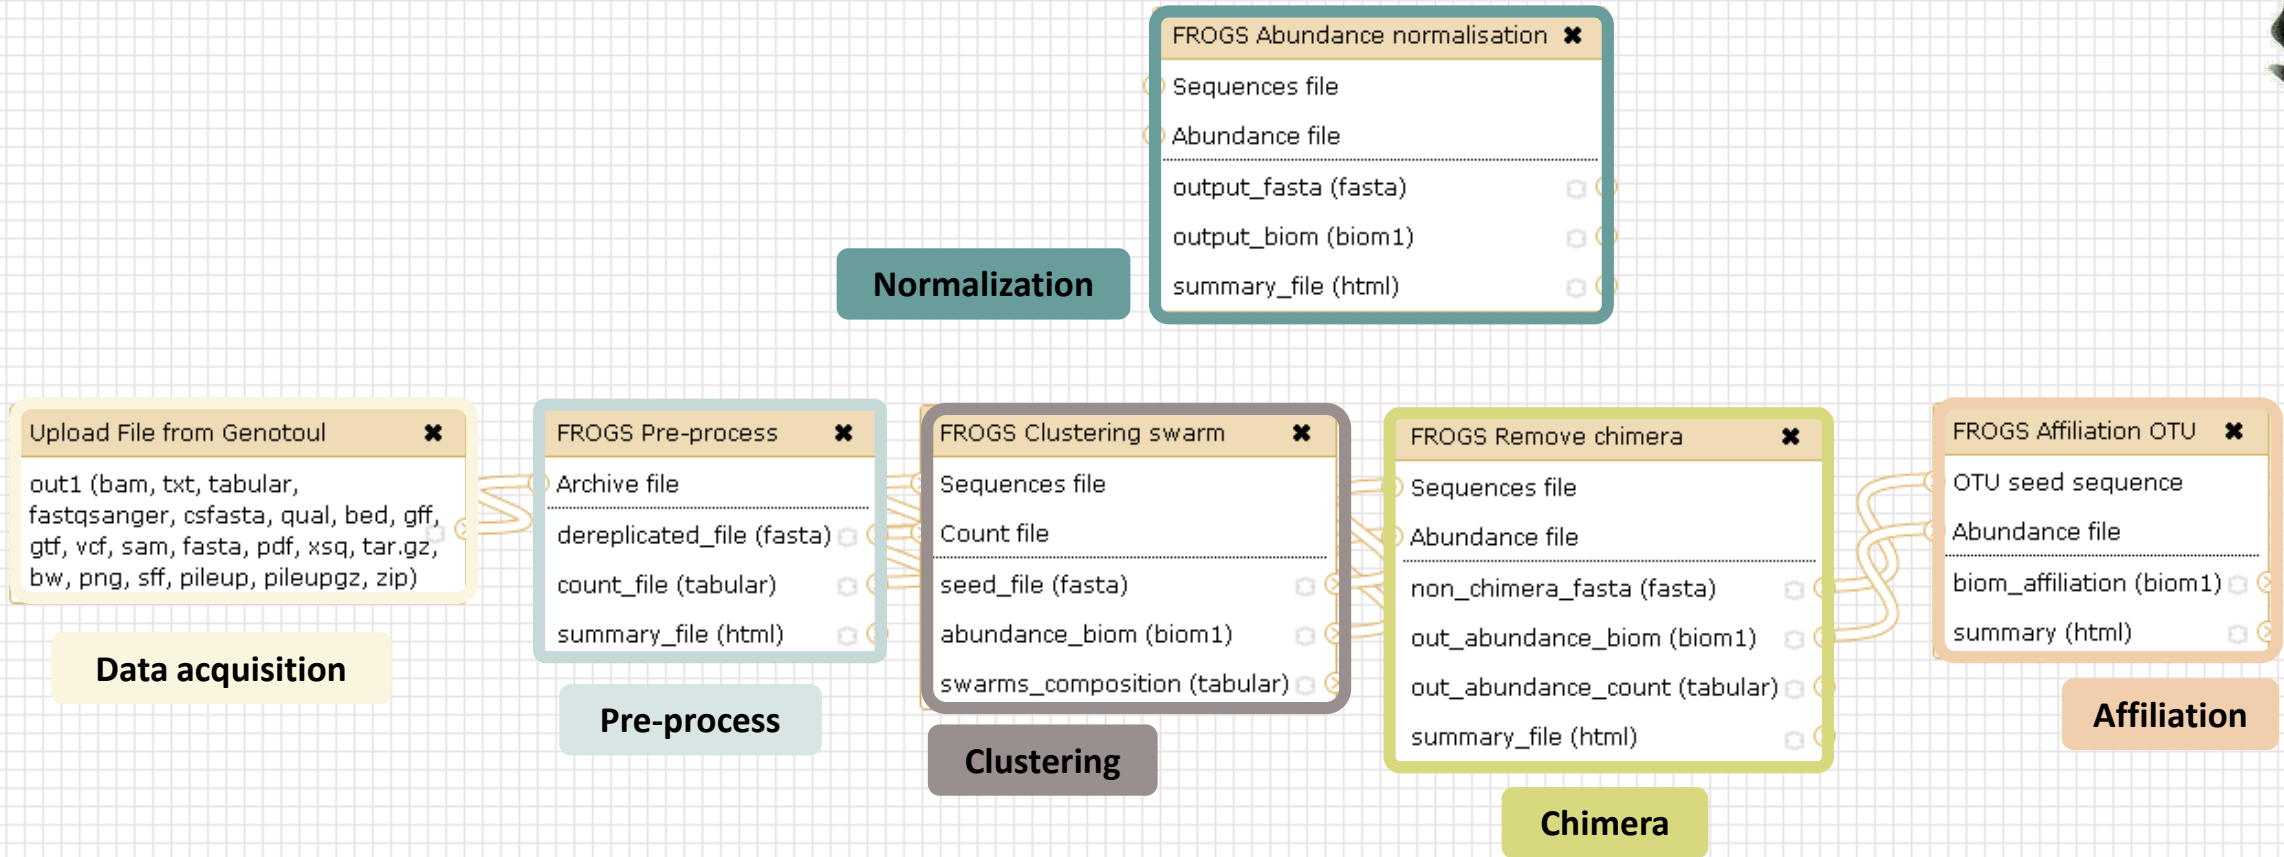 FROGS Abundance normalisation ✖
Sequences file
Abundance file
output_fasta (fasta)
output_biom (biom1)
summary_file (html)
Normalization
Upload File from Genotoul ✖
out1 (bam, txt, tabular,
fastqsanger, csfasta, qual, bed, gff,
gtf, vcf, sam, fasta, pdf, xsq, tar.gz,
bw, png, sff, pileup, pileupgz, zip)
Data acquisition
FROGS Pre-process ✖
Archive file
dereplicated_file (fasta)
count_file (tabular)
summary_file (html)
Pre-process
FROGS Clustering swarm ✖
Sequences file
Count file
seed_file (fasta)
abundance_biom (biom1)
swarms_composition (tabular)
Clustering
FROGS Remove chimera ✖
Sequences file
Abundance file
non_chimera_fasta (fasta)
out_abundance_biom (biom1)
out_abundance_count (tabular)
summary_file (html)
Chimera
FROGS Affiliation OTU ✖
OTU seed sequence
Abundance file
biom_affiliation (biom1)
summary (html)
Affiliation